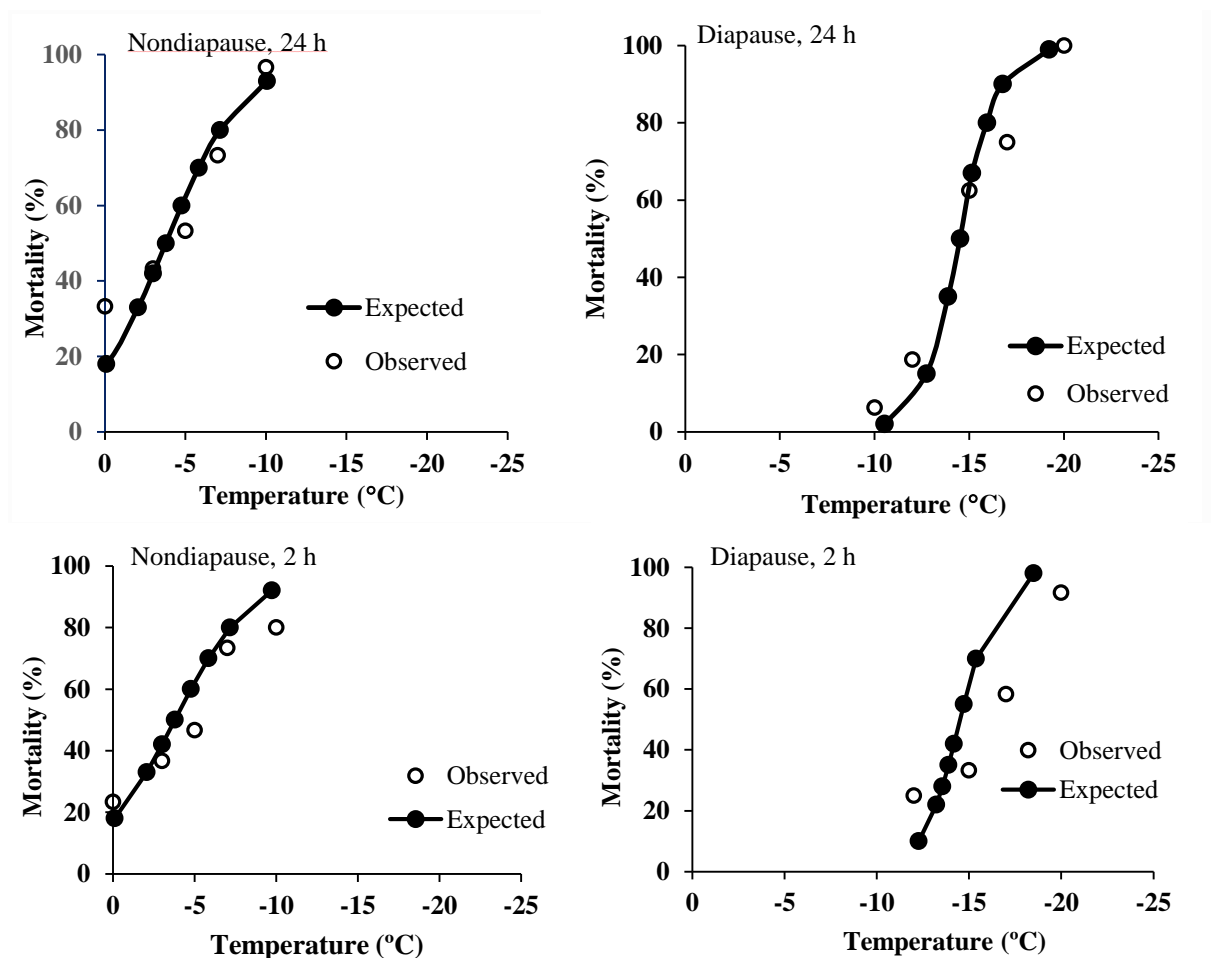 Nondiapause, 24 h
Mortality (%)
100
80
60
40
20
0
0 -5 -10 -15 -20 -25
Temperature (°C)
Expected
Observed
Diapause, 24 h
Mortality (%)
100
80
60
40
20
0
0 -5 -10 -15 -20 -25
Temperature (°C)
Expected
Observed
Nondiapause, 2 h
Mortality (%)
100
80
60
40
20
0
0 -5 -10 -15 -20 -25
Temperature (ºC)
Observed
Expected
Diapause, 2 h
Mortality (%)
100
80
60
40
20
0
0 -5 -10 -15 -20 -25
Temperature (ºC)
Observed
Expected